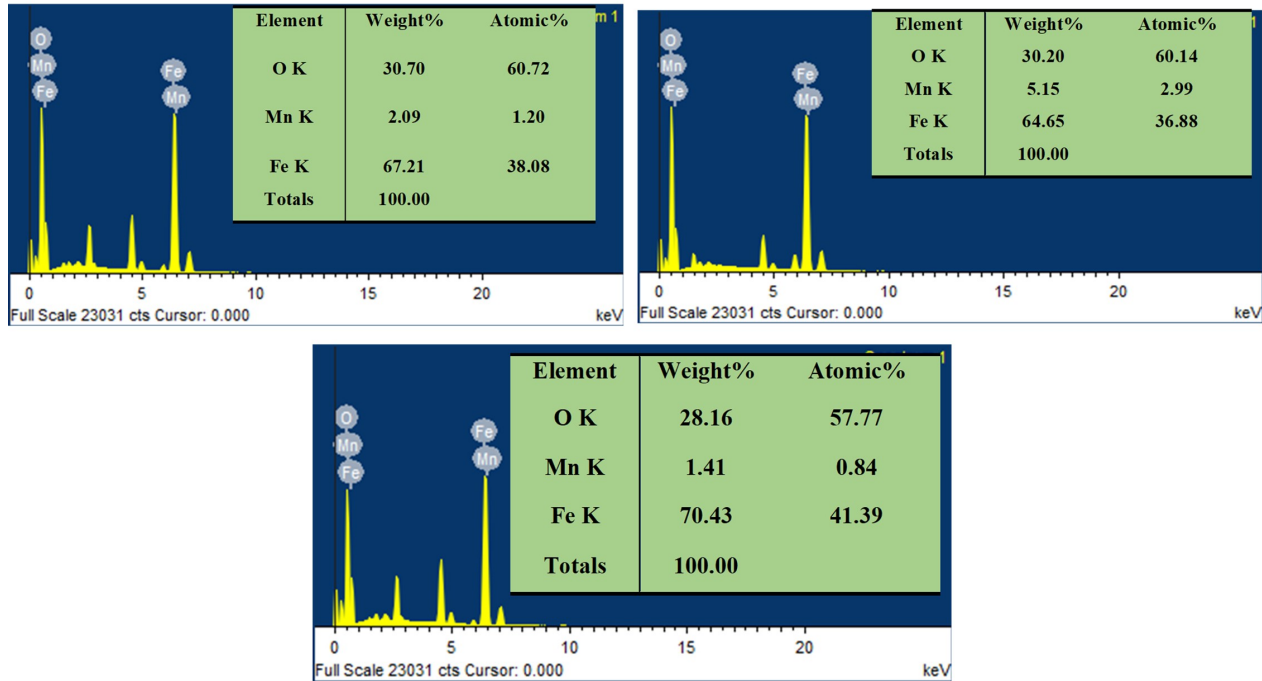 m 1
Element Weight% Atomic%
O K 30.70 60.72
Mn K 2.09 1.20
Fe K 67.21 38.08
Totals 100.00
O
Mn
Fe
Fe
Mn
0 5 10 15 20
Full Scale 23031 cts Cursor: 0.000 keV
1
Element Weight% Atomic%
O K 30.20 60.14
Mn K 5.15 2.99
Fe K 64.65 36.88
Totals 100.00
O
Mn
Fe
Fe
Mn
0 5 10 15 20
Full Scale 23031 cts Cursor: 0.000 keV
1
Element Weight% Atomic%
O K 28.16 57.77
Mn K 1.41 0.84
Fe K 70.43 41.39
Totals 100.00
O
Mn
Fe
Fe
Mn
0 5 10 15 20
Full Scale 23031 cts Cursor: 0.000 keV